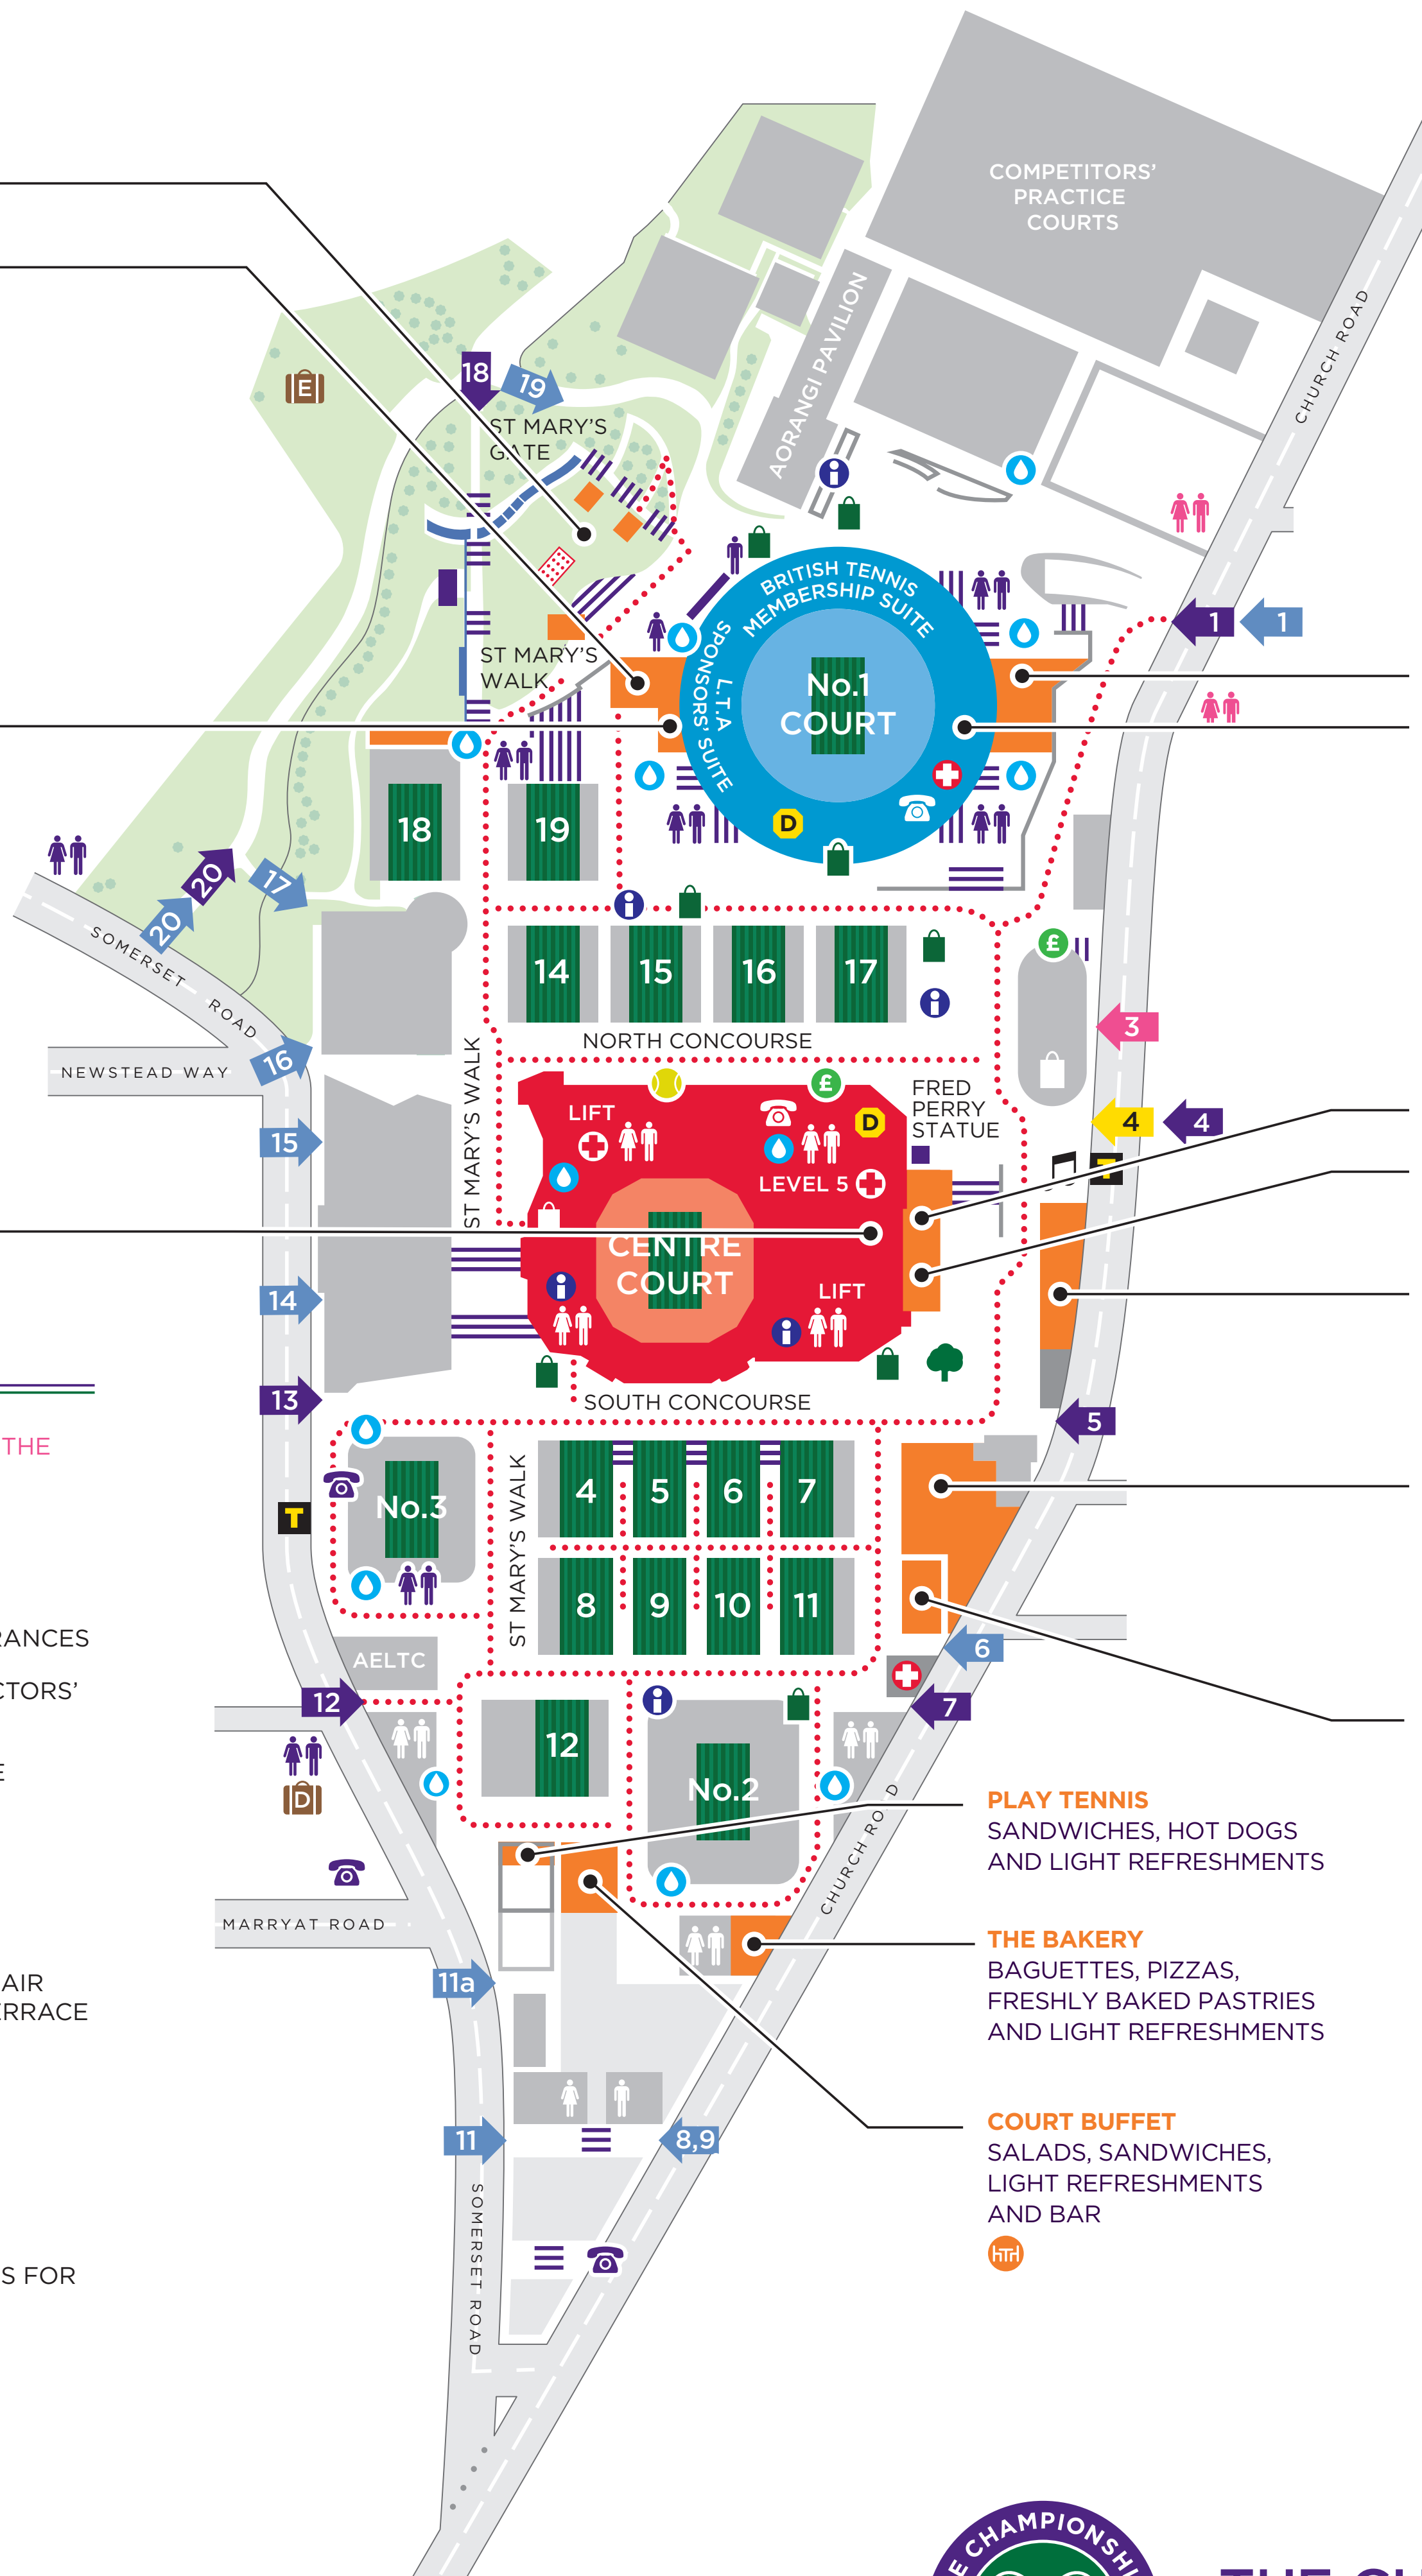 COMPETITORS'
PRACTICE
COURTS
CHURCH ROAD
AORANGI PAVILION
E
18
19
ST MARY'S
GATE
BRITISH TENNIS
MEMBERSHIP SUITE
1
1
ST MARY'S
WALK
L.T.A
SPONSORS' SUITE
No.1
COURT
D
18
19
20
20
17
SOMERSET ROAD
14
15
16
17
£
NORTH CONCOURSE
3
16
NEWSTEAD WAY
ST MARY'S WALK
LIFT
£
D
FRED
PERRY
STATUE
4
4
T
15
LEVEL 5
CENTRE
COURT
14
LIFT
13
SOUTH CONCOURSE
5
THE
No.3
T
ST MARY'S WALK
4
5
6
7
8
9
10
11
RANCES
AELTC
6
CTORS'
12
7
12
No.2
E
D
CHURCH ROAD
PLAY TENNIS
SANDWICHES, HOT DOGS
AND LIGHT REFRESHMENTS
MARRYAT ROAD
THE BAKERY
BAGUETTES, PIZZAS,
FRESHLY BAKED PASTRIES
AND LIGHT REFRESHMENTS
AIR
11a
ERRACE
COURT BUFFET
SALADS, SANDWICHES,
LIGHT REFRESHMENTS
AND BAR
11
8,9
SOMERSET ROAD
S FOR
E CHAMPIONSH